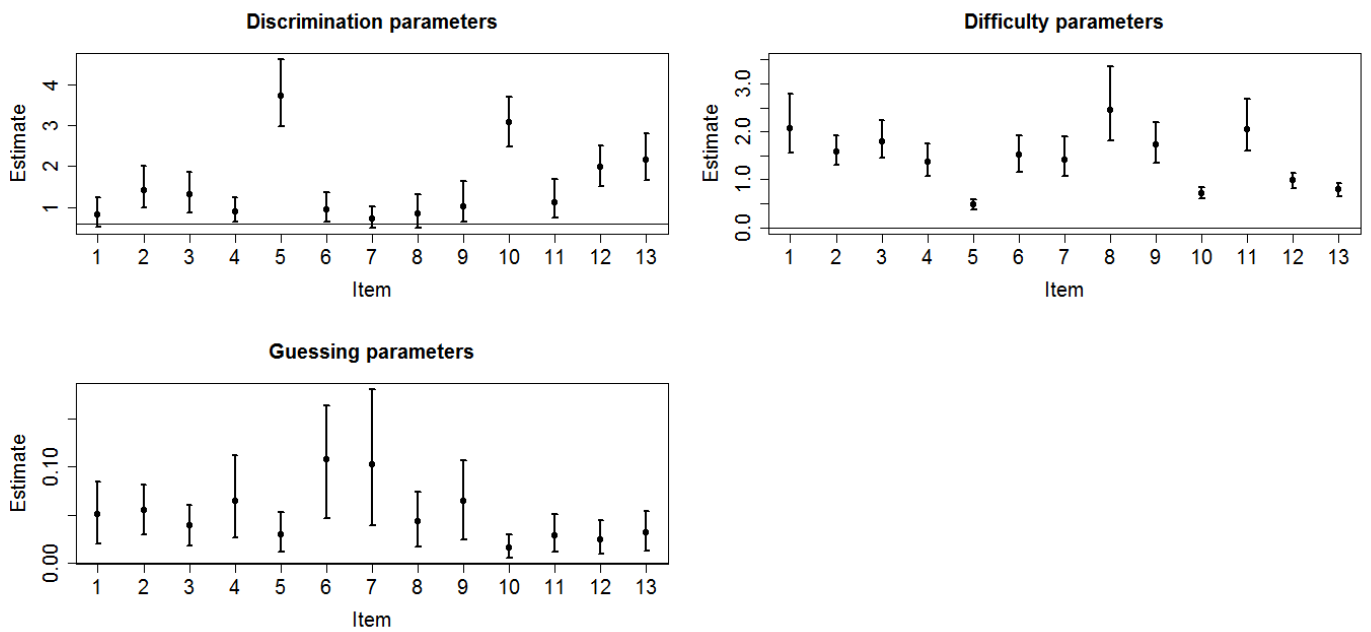 Discrimination parameters
Estimate
4
3
2
1
1 2 3 4 5 6 7 8 9 10 11 12 13
Item
Difficulty parameters
Estimate
3.0
2.0
1.0
0.0
1 2 3 4 5 6 7 8 9 10 11 12 13
Item
Guessing parameters
Estimate
0.10
0.00
1 2 3 4 5 6 7 8 9 10 11 12 13
Item